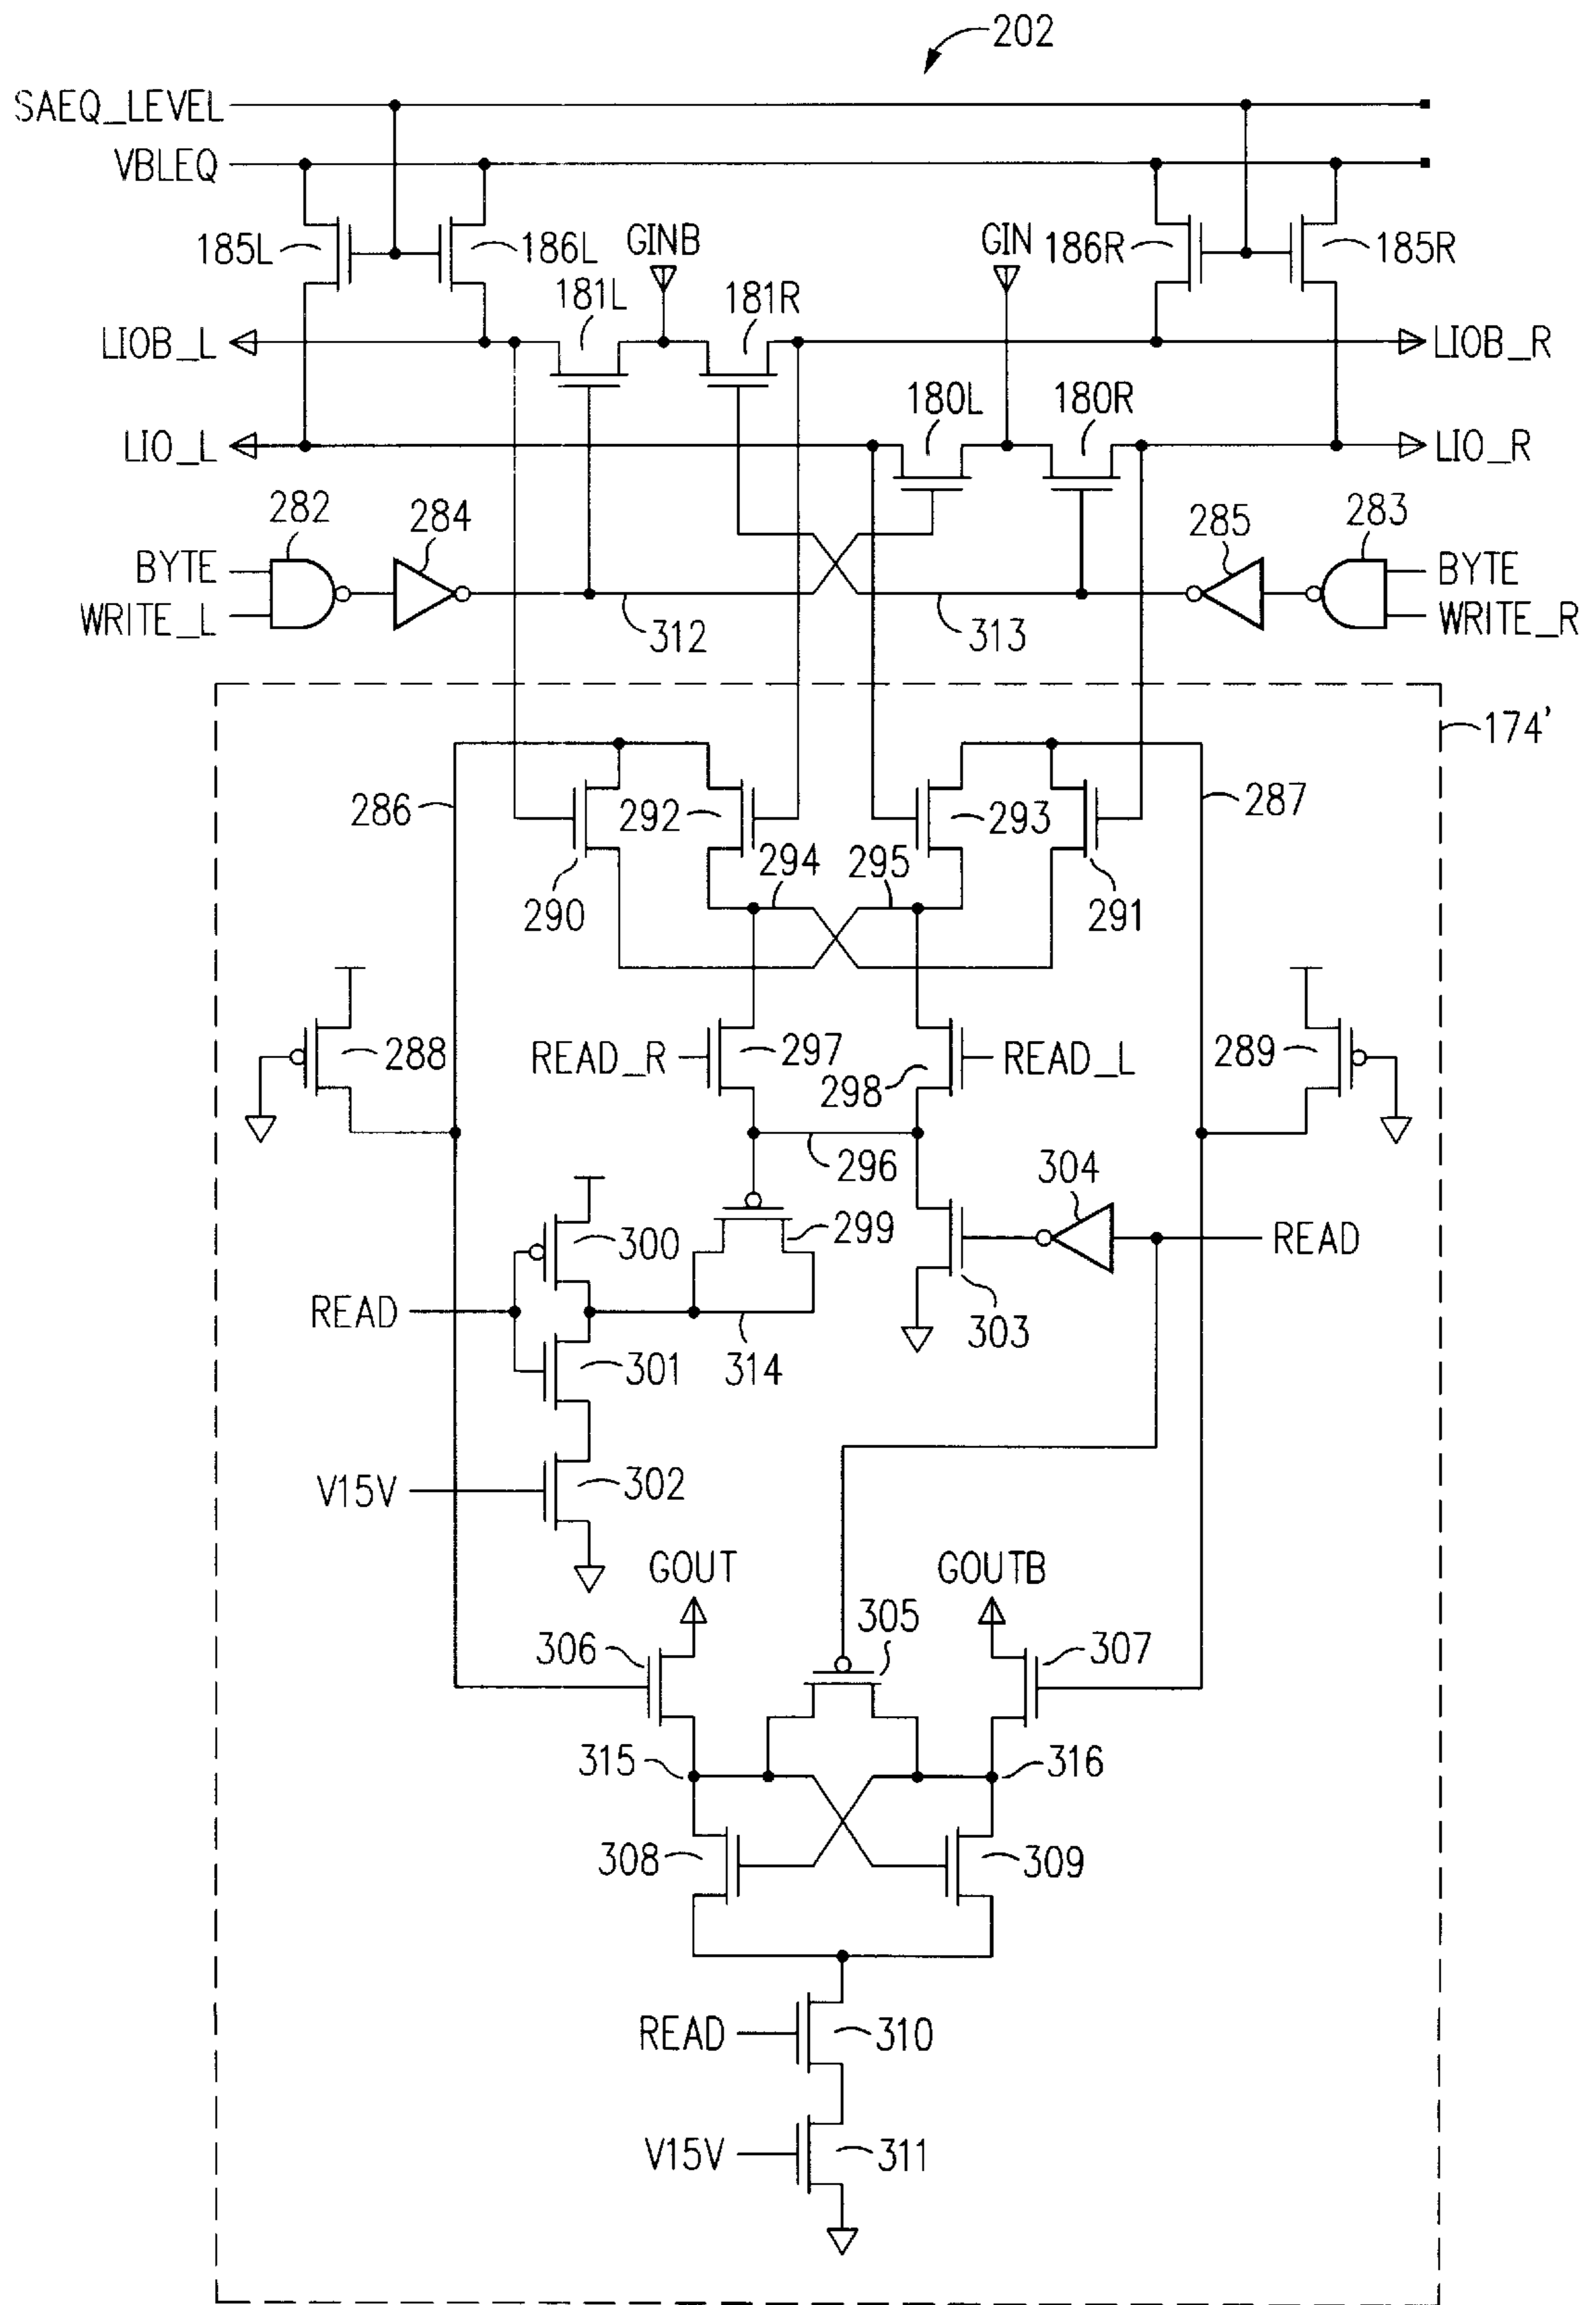 202
SAEQ_LEVEL
VBLEQ
185L
186L
GINB
GIN
186R
185R
181L
181R
LIOB_L
LIOB_R
180L
180R
LIO_L
LIO_R
282
284
285
283
BYTE
BYTE
WRITE_L
WRITE_R
312
313
174'
286
292
293
287
294
295
290
291
288
READ_R
297
298
READ_L
289
296
304
300
299
READ
READ
303
301
314
V15V
302
GOUT
GOUTB
305
306
307
315
316
308
309
READ
310
V15V
311